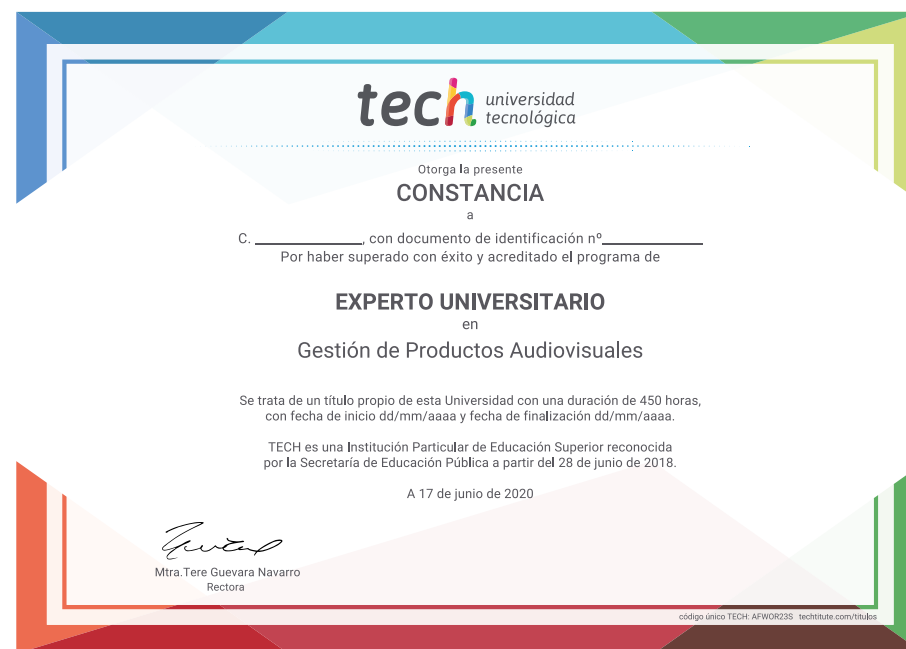 tech universidad
tecnológica
Otorga la presente
CONSTANCIA
a
C. ____________, con documento de identificación nº____________
Por haber superado con éxito y acreditado el programa de
EXPERTO UNIVERSITARIO
en
Gestión de Productos Audiovisuales
Se trata de un título propio de esta Universidad con una duración de 450 horas,
con fecha de inicio dd/mm/aaaa y fecha de finalización dd/mm/aaaa.
TECH es una Institución Particular de Educación Superior reconocida
por la Secretaría de Educación Pública a partir del 28 de junio de 2018.
A 17 de junio de 2020
Mtra.Tere Guevara Navarro
Rectora
código único TECH: AFWOR23S techtitute.com/titulos